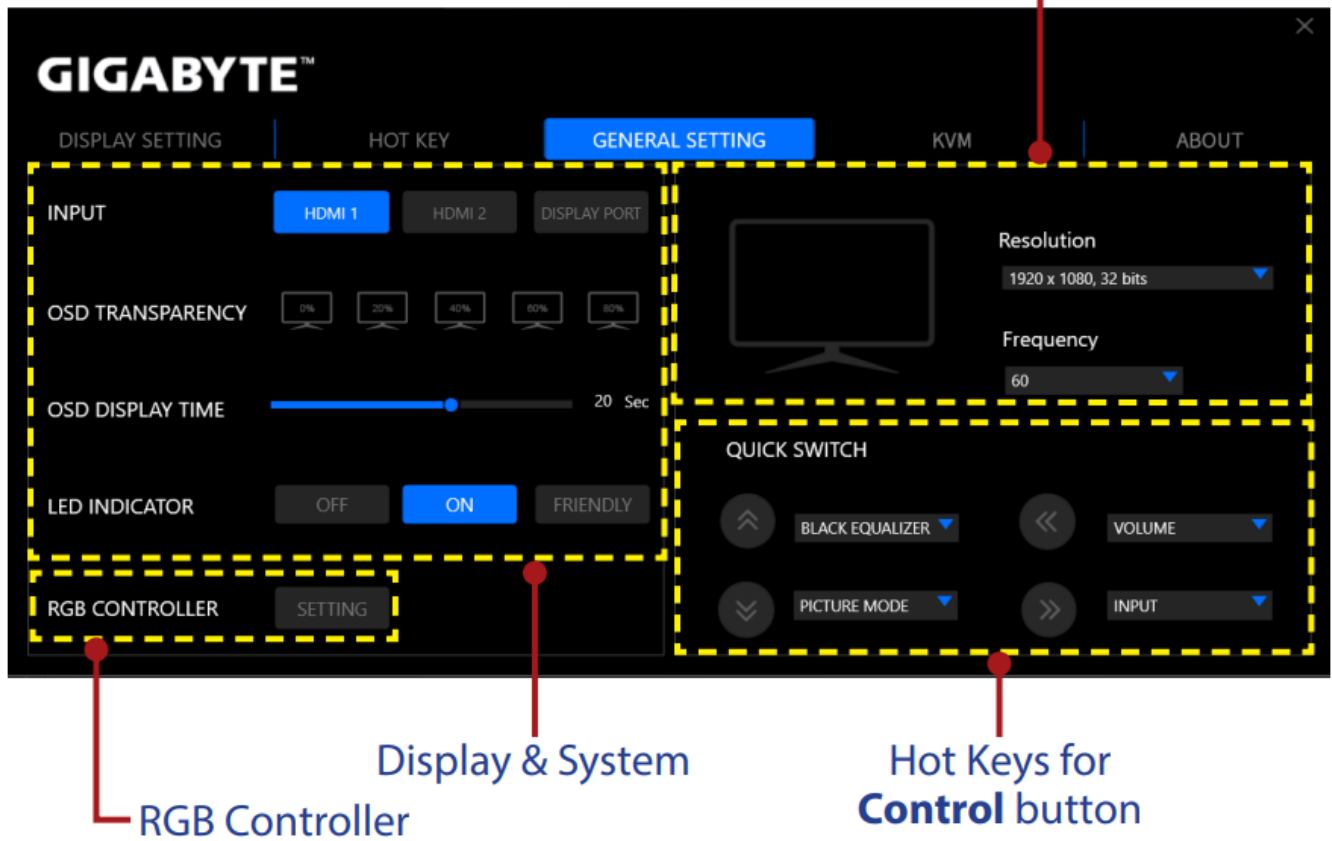 GIGABYTE™
DISPLAY SETTING
HOT KEY
GENERAL SETTING
KVM
ABOUT
INPUT
HDMI 1
HDMI 2
DISPLAY PORT
OSD TRANSPARENCY
0%
20%
40%
60%
80%
OSD DISPLAY TIME
20 Sec
LED INDICATOR
OFF
ON
FRIENDLY
RGB CONTROLLER
SETTING
Resolution
1920 x 1080, 32 bits
Frequency
60
QUICK SWITCH
BLACK EQUALIZER
VOLUME
PICTURE MODE
INPUT
Display & System
Hot Keys for
Control button
RGB Controller